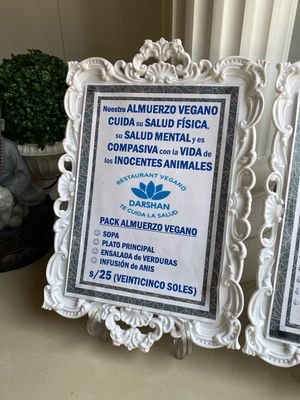 Nuestro ALMUERZO VEGANO
CUIDA su SALUD FÍSICA,
su SALUD MENTAL y es
COMPASIVA con la VIDA de
los INOCENTES ANIMALES
RESTAURANT VEGANO
DARSHAN
TE CUIDA LA SALUD
PACK ALMUERZO VEGANO
SOPA
PLATO PRINCIPAL
ENSALADA de VERDURAS
INFUSIÓN de ANIS
s/25 (VEINTICINCO SOLES)